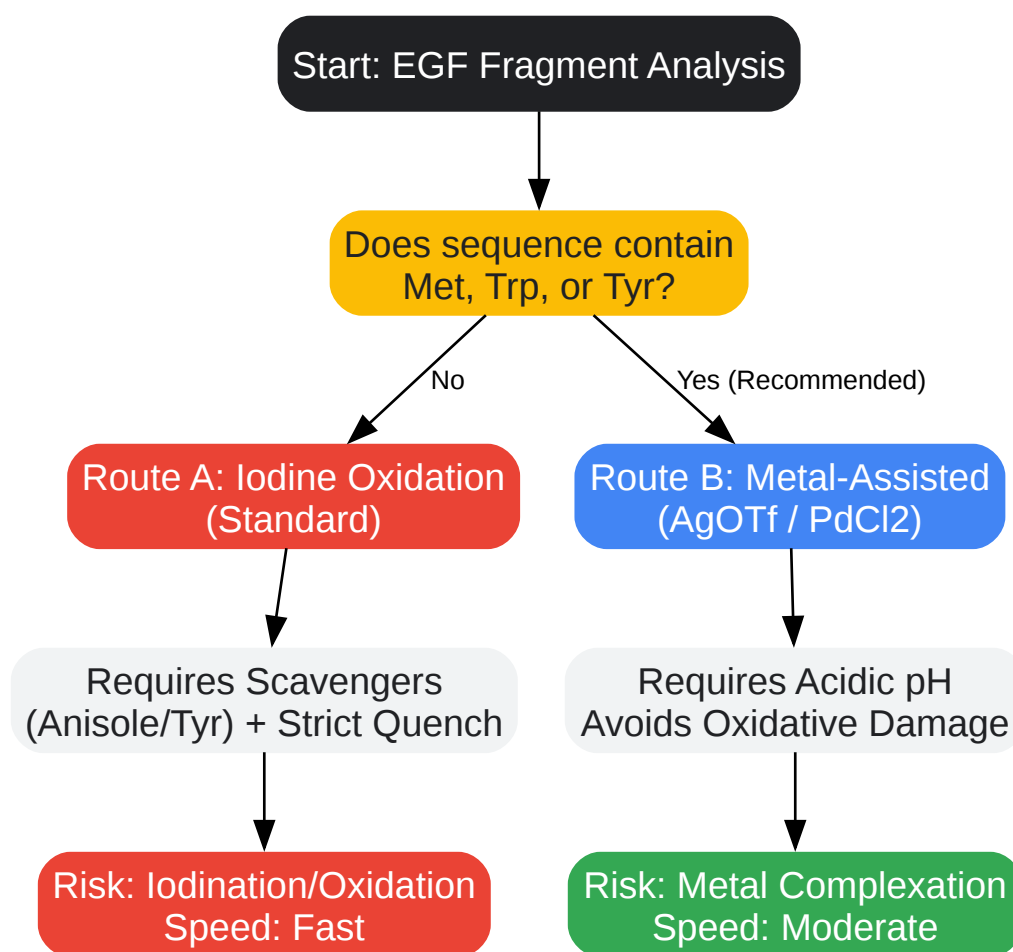 Start: EGF Fragment Analysis
Does sequence contain
Met, Trp, or Tyr?
No
Yes (Recommended)
Route A: Iodine Oxidation
(Standard)
Route B: Metal-Assisted
(AgOTf / PdCl2)
Requires Scavengers
(Anisole/Tyr) + Strict Quench
Requires Acidic pH
Avoids Oxidative Damage
Risk: Iodination/Oxidation
Speed: Fast
Risk: Metal Complexation
Speed: Moderate